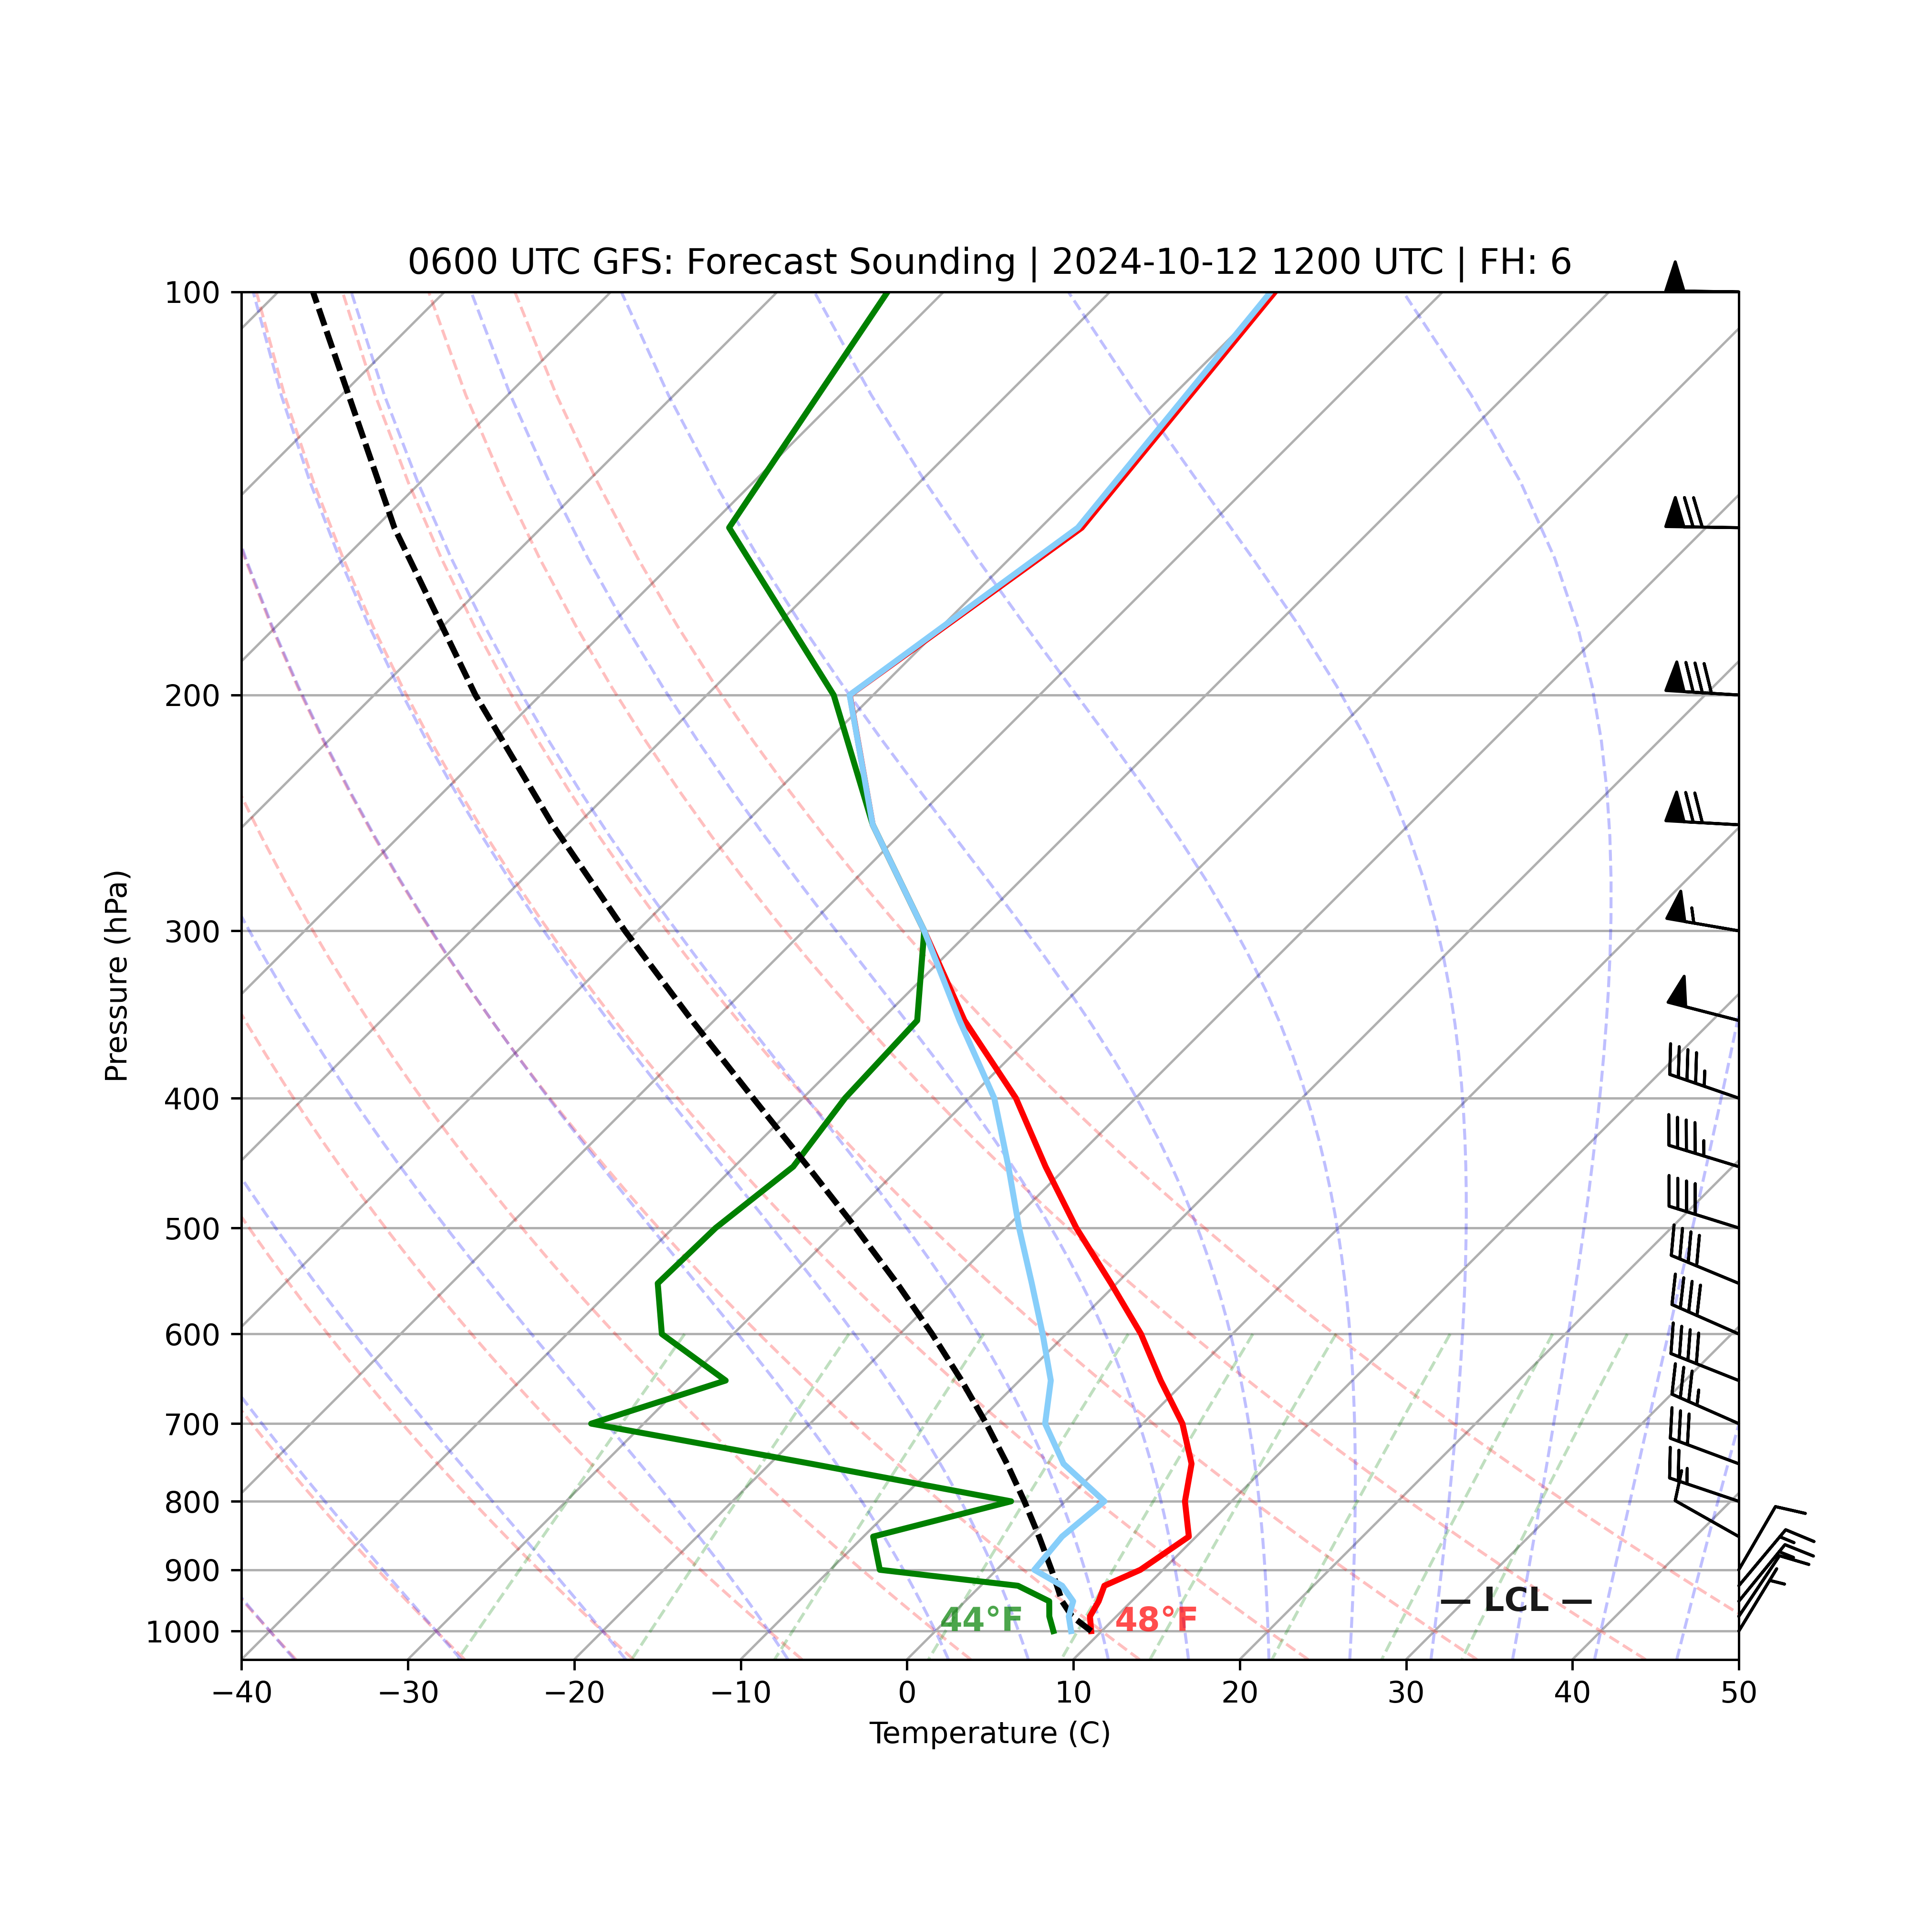 0600 UTC GFS: Forecast Sounding | 2024-10-12 1200 UTC | FH: 6
100
200
300
400
500
600
700
800
900
1000
Pressure (hPa)
— LCL —
44°F
48°F
−40 −30 −20 −10 0 10 20 30 40 50
Temperature (C)